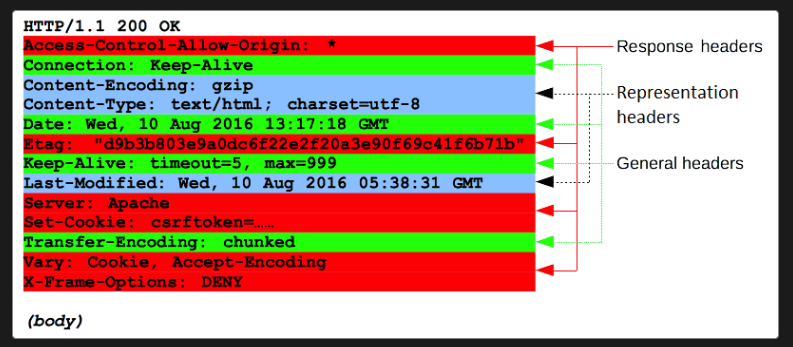 HTTP/1.1 200 OK
Access-Control-Allow-Origin: *
Connection: Keep-Alive
Content-Encoding: gzip
Content-Type: text/html; charset=utf-8
Date: Wed, 10 Aug 2016 13:17:18 GMT
Etag: "d9b3b803e9a0dc6f22e2f20a3e90f69c41f6b71b"
Keep-Alive: timeout=5, max=999
Last-Modified: Wed, 10 Aug 2016 05:38:31 GMT
Server: Apache
Set-Cookie: csrftoken=……
Transfer-Encoding: chunked
Vary: Cookie, Accept-Encoding
X-Frame-Options: DENY
(body)
Response headers
Representation
headers
General headers